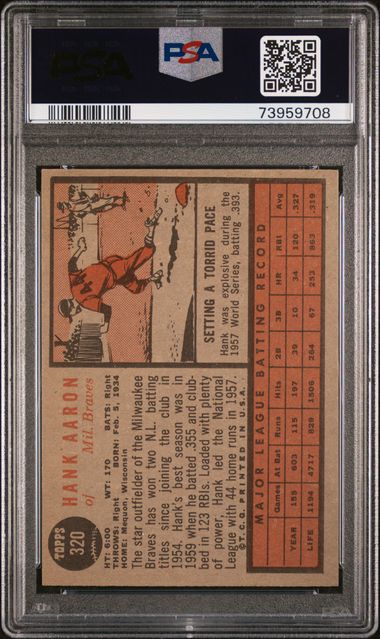 PSA
PSA
73959708
TOPPS
320
HANK AARON
of Mil. Braves
HT: 6:00 WT: 170 BATS: Right
THROWS: Right BORN: Feb. 5, 1934
HOME: Mequon, Wisconsin
The star outfielder of the Milwaukee
Braves has won two N.L. batting
titles since joining the club in
1954. Hank's best season was in
1959 when he batted .355 and club-
bed in 123 RBIs. Loaded with plenty
of power, Hank led the National
League with 44 home runs in 1957.
©T.C.G. PRINTED IN U.S.A.
SETTING A TORRID PACE
Hank was explosive during the
1957 World Series, batting .393.
MAJOR LEAGUE BATTING RECORD
Games At Bat Runs Hits 2B 3B HR RBI Avg
YEAR 155 603 115 197 39 10 34 120 .327
LIFE 1194 4717 829 1506 264 67 253 863 .319